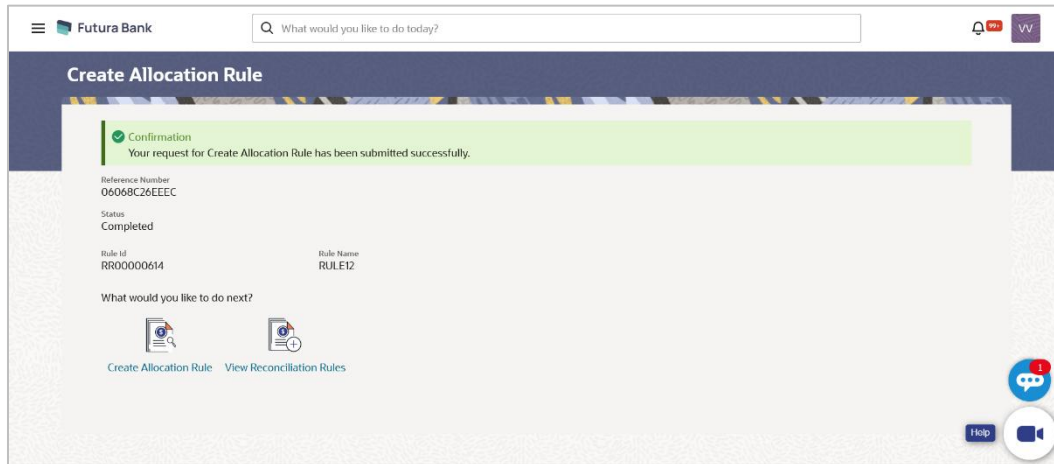 Futura Bank
What would you like to do today?
99+
VV
Create Allocation Rule
Confirmation
Your request for Create Allocation Rule has been submitted successfully.
Reference Number
06068C26EEEC
Status
Completed
Rule Id
RR00000614
Rule Name
RULE12
What would you like to do next?
Create Allocation Rule
View Reconciliation Rules
1
Help